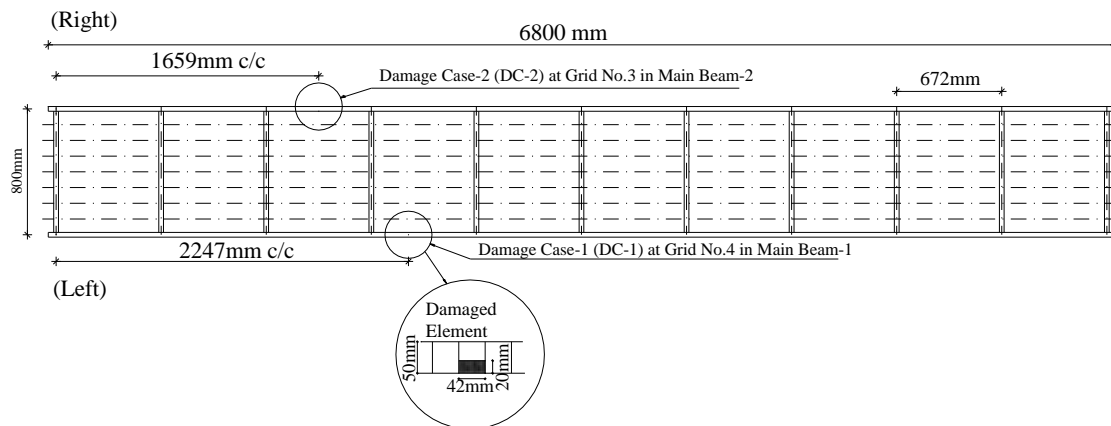 (Right)
6800 mm
1659mm c/c
Damage Case-2 (DC-2) at Grid No.3 in Main Beam-2
672mm
800mm
2247mm c/c
Damage Case-1 (DC-1) at Grid No.4 in Main Beam-1
(Left)
Damaged
Element
50mm
20mm
42mm